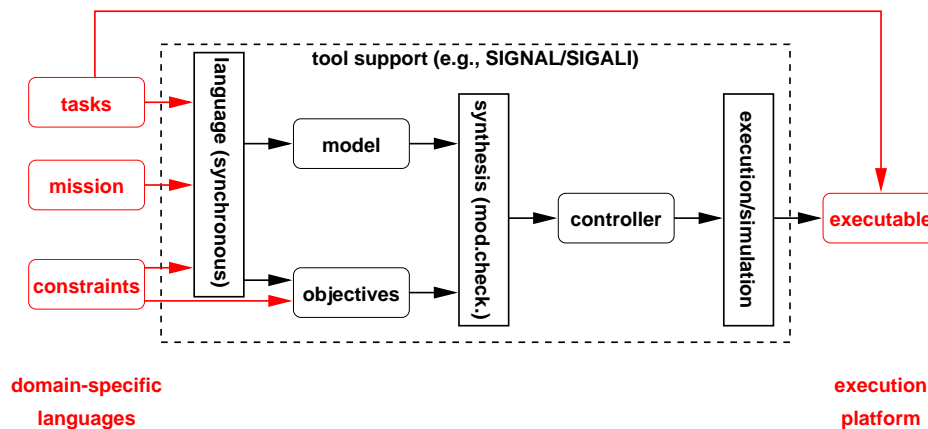 tool support (e.g., SIGNAL/SIGALI)
tasks
mission
constraints
language (synchronous)
model
objectives
synthesis (mod.check.)
controller
execution/simulation
executable
domain-specific
languages
execution
platform